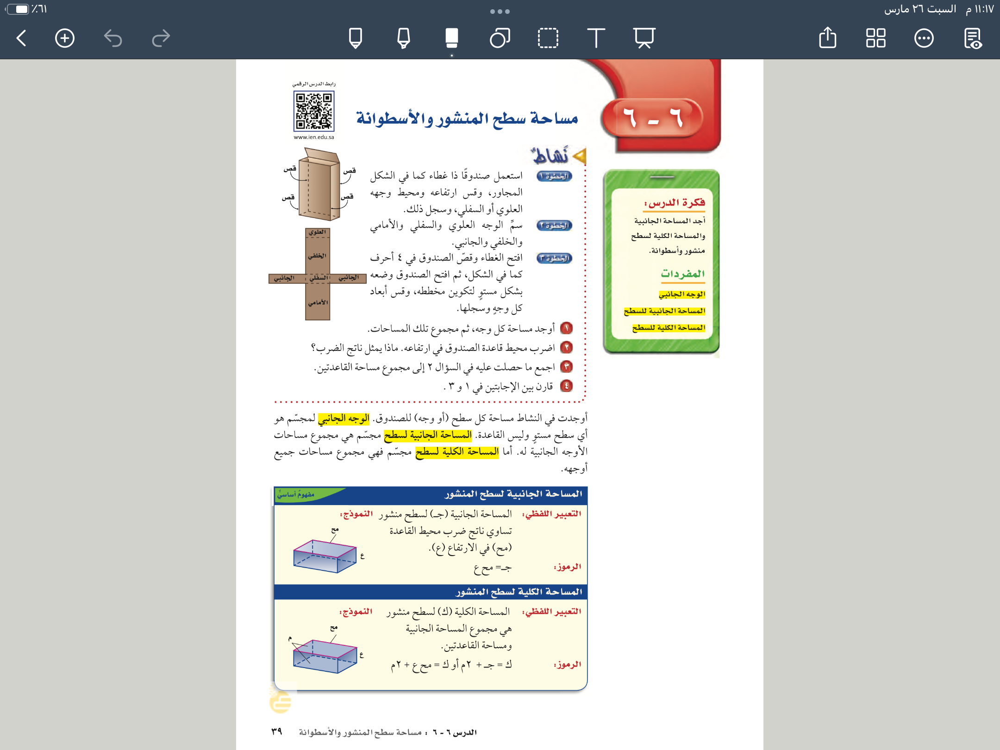 ١١:١٧ م السبت ٢٦ مارس
٪٦١
رابط الدرس الرقمي
www.ien.edu.sa
٦ - ٦
مساحة سطح المنشور والأسطوانة
فكرة الدرس:
أجد المساحة الجانبية
والمساحة الكلية لسطح
منشور وأسطوانة.
المفردات
الوجه الجانبي
المساحة الجانبية للسطح
المساحة الكلية للسطح
نَشاطٌ
الخطوة ١
استعمل صندوقًا ذا غطاء كما في الشكل
المجاور، وقس ارتفاعه ومحيط وجهه
العلوي أو السفلي، وسجل ذلك.
الخطوة ٢
سمِّ الوجه العلوي والسفلي والأمامي
والخلفي والجانبي.
الخطوة ٣
افتح الغطاء وقصّ الصندوق في ٤ أحرف
كما في الشكل، ثم افتح الصندوق وضعه
بشكل مستوٍ لتكوين مخططه، وقس أبعاد
كل وجهٍ وسجلها.
قص
قص
قص
قص
العلوي
الخلفي
الجانبي السفلي الجانبي
الأمامي
١ أوجد مساحة كل وجه، ثم مجموع تلك المساحات.
٢ اضرب محيط قاعدة الصندوق في ارتفاعه. ماذا يمثل ناتج الضرب؟
٣ اجمع ما حصلت عليه في السؤال ٢ إلى مجموع مساحة القاعدتين.
٤ قارن بين الإجابتين في ١ و ٣ .
أوجدت في النشاط مساحة كل سطح (أو وجه) للصندوق. الوجه الجانبي لمجسّم هو
أي سطح مستوٍ وليس القاعدة. المساحة الجانبية لسطح مجسّم هي مجموع مساحات
الأوجه الجانبية له. أما المساحة الكلية لسطح مجسّم فهي مجموع مساحات جميع
أوجهه.
المساحة الجانبية لسطح المنشور
مفهومٌ أساسيٌّ
التعبير اللفظي: المساحة الجانبية (جـ) لسطح منشور
تساوي ناتج ضرب محيط القاعدة
(مح) في الارتفاع (ع).
الرموز: جـ= مح ع
النموذج:
مح
ع
المساحة الكلية لسطح المنشور
التعبير اللفظي: المساحة الكلية (ك) لسطح منشور
هي مجموع المساحة الجانبية
ومساحة القاعدتين.
الرموز: ك = جـ + ٢م أو ك = مح ع + ٢م
النموذج:
مح
م
ع
الدرس ٦ - ٦ : مساحة سطح المنشور والأسطوانة ٣٩